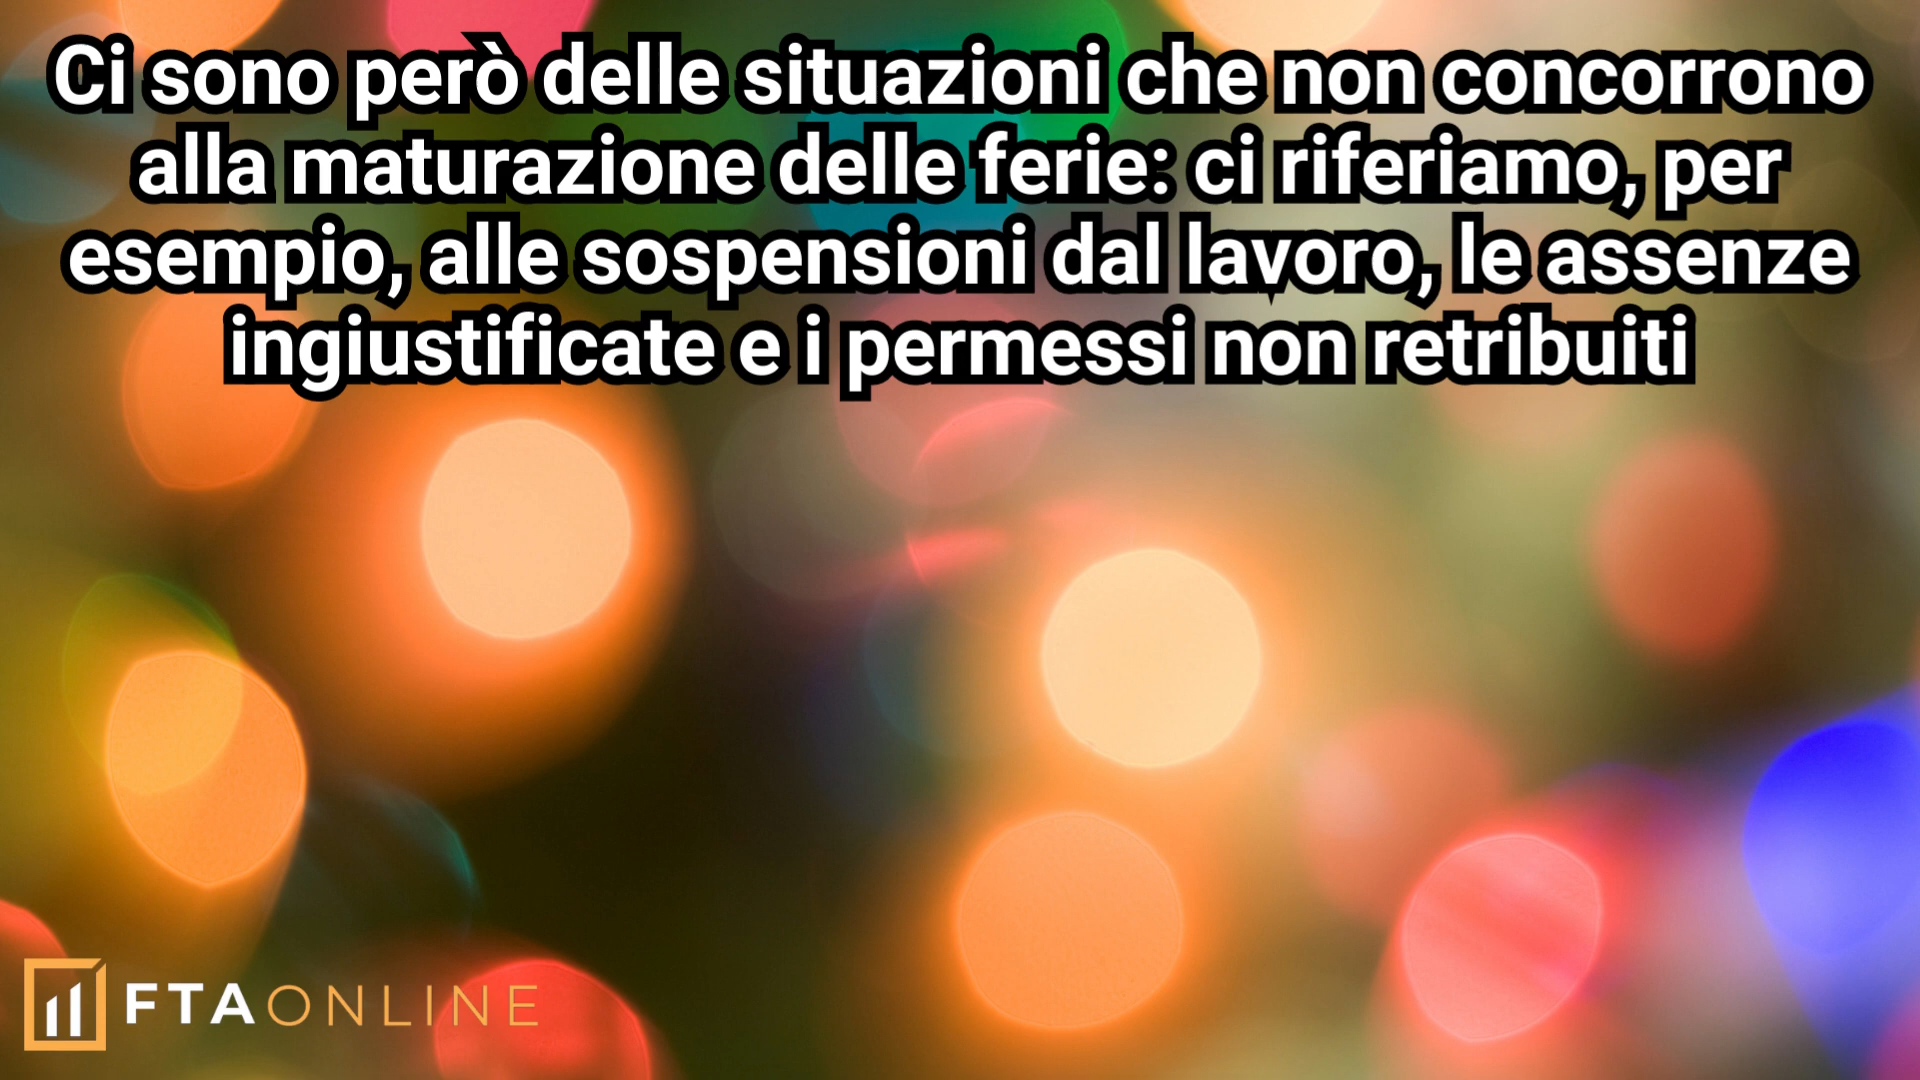 Ci sono però delle situazioni che non concorrono
alla maturazione delle ferie: ci riferiamo, per
esempio, alle sospensioni dal lavoro, le assenze
ingiustificate e i permessi non retribuiti
FTAONLINE